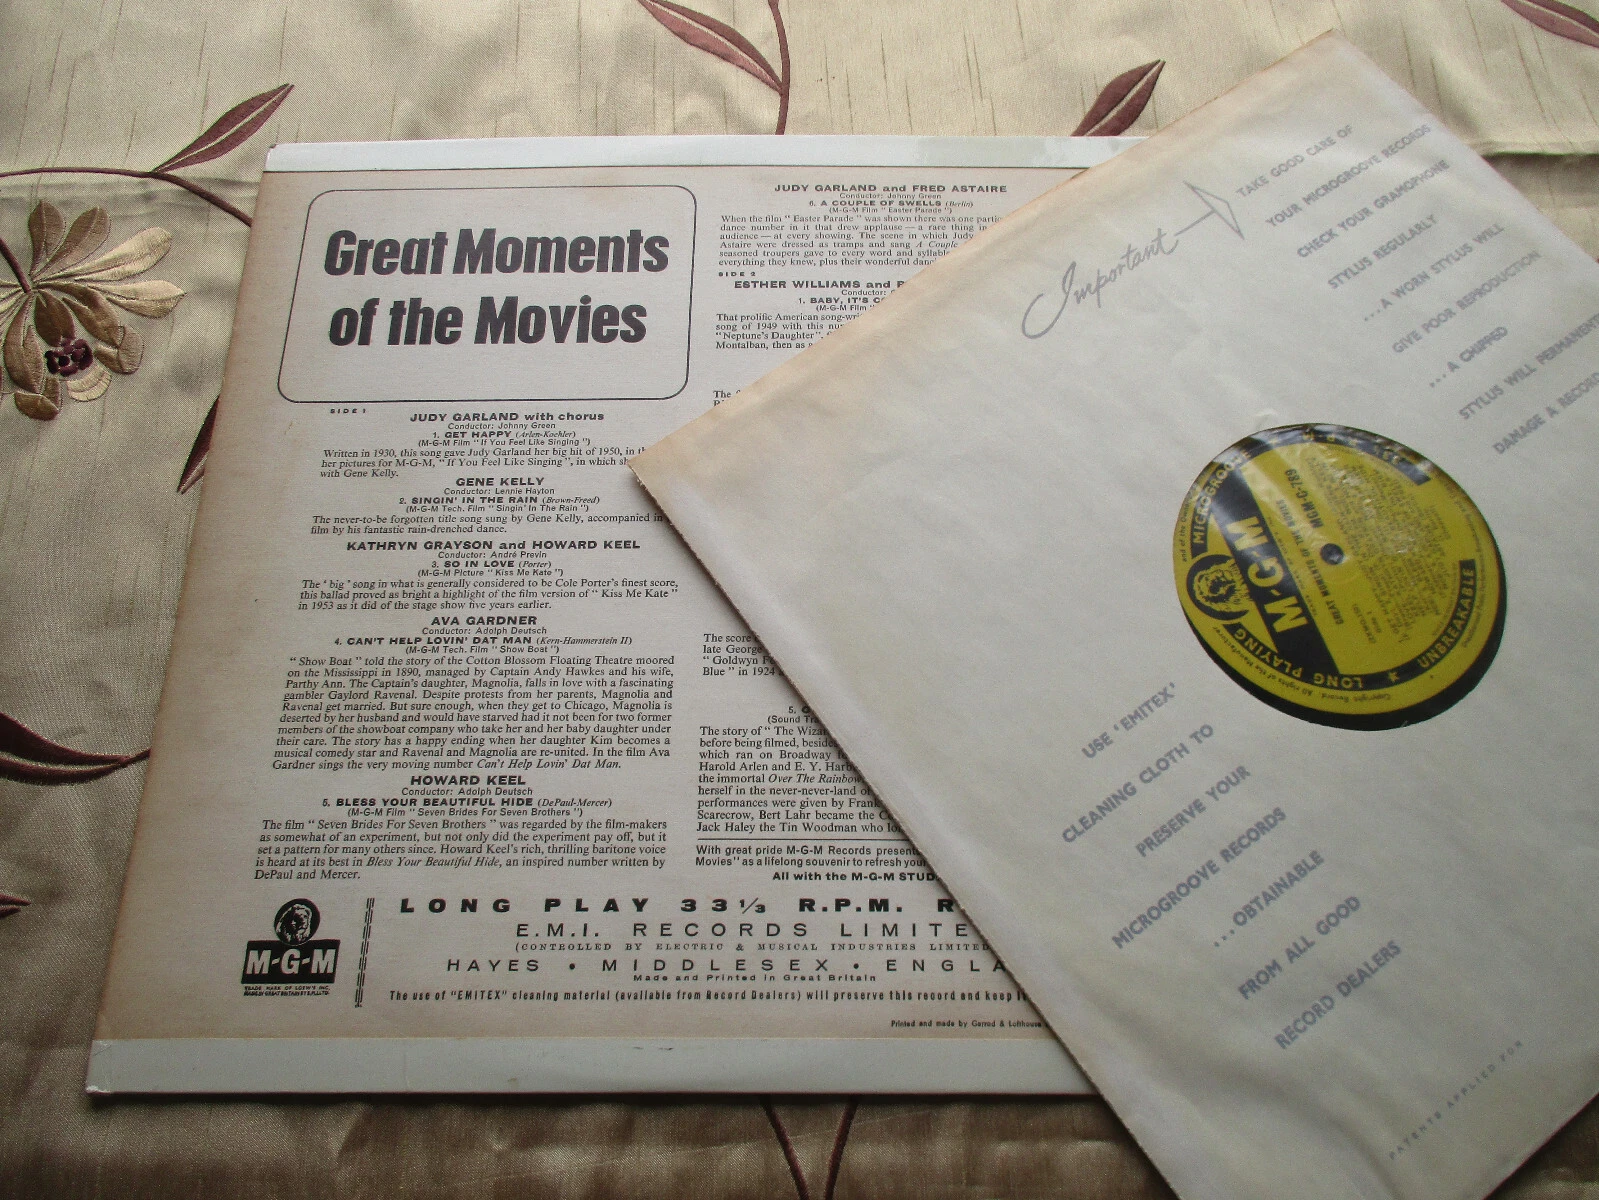 Great Moments
of the Movies
SIDE 1
JUDY GARLAND with chorus
Conductor: Johnny Green
1. GET HAPPY (Arlen-Koehler)
(M-G-M Film " If You Feel Like Singing ")
Written in 1930, this song gave Judy Garland her big hit of 1950, in
her pictures for M-G-M, " If You Feel Like Singing ", in which
with Gene Kelly.
GENE KELLY
Conductor: Lennie Hayton
2. SINGIN' IN THE RAIN (Brown-Freed)
(M-G-M Tech. Film " Singin' In The Rain ")
The never-to-be forgotten title song sung by Gene Kelly, accompanied in
film by his fantastic rain-drenched dance.
KATHRYN GRAYSON and HOWARD KEEL
Conductor: André Previn
3. SO IN LOVE (Porter)
(M-G-M Picture " Kiss Me Kate ")
The ' big ' song in what is generally considered to be Cole Porter's finest score,
this ballad proved as bright a highlight of the film version of " Kiss Me Kate "
in 1953 as it did of the stage show five years earlier.
AVA GARDNER
Conductor: Adolph Deutsch
4. CAN'T HELP LOVIN' DAT MAN (Kern-Hammerstein II)
(M-G-M Tech. Film " Show Boat ")
" Show Boat " told the story of the Cotton Blossom Floating Theatre moored
on the Mississippi in 1890, managed by Captain Andy Hawkes and his wife,
Parthy Ann. The Captain's daughter, Magnolia, falls in love with a fascinating
gambler Gaylord Ravenal. Despite protests from her parents, Magnolia and
Ravenal get married. But sure enough, when they get to Chicago, Magnolia is
deserted by her husband and would have starved had it not been for two former
members of the showboat company who take her and her baby daughter under
their care. The story has a happy ending when her daughter Kim becomes a
musical comedy star and Ravenal and Magnolia are re-united. In the film Ava
Gardner sings the very moving number Can't Help Lovin' Dat Man.
HOWARD KEEL
Conductor: Adolph Deutsch
5. BLESS YOUR BEAUTIFUL HIDE (DePaul-Mercer)
(M-G-M Film " Seven Brides For Seven Brothers ")
The film " Seven Brides For Seven Brothers " was regarded by the film-makers
as somewhat of an experiment, but not only did the experiment pay off, but it
set a pattern for many others since. Howard Keel's rich, thrilling baritone voice
is heard at its best in Bless Your Beautiful Hide, an inspired number written by
DePaul and Mercer.
JUDY GARLAND and FRED ASTAIRE
Conductor: Johnny Green
6. A COUPLE OF SWELLS (Berlin)
(M-G-M Film " Easter Parade ")
When the film " Easter Parade " was shown there was one
dance number in it that drew applause — a rare thing in
audience — at every showing. The scene in which Judy
Astaire were dressed as tramps and sang A Couple
seasoned troupers gave to every word and
everything they knew, plus their wonderful
SIDE 2
ESTHER WILLIAMS and
Conductor:
1. BABY, IT'S
(M-G-M Film "
That prolific American
song of 1949 with this
"Neptune's Daughter",
Montalban, then as
The
The score
late George
" Goldwyn
Blue " in 1924
5.
(Sound
The story of " The
before being filmed,
which ran on Broadway
Harold Arlen and E. Y.
the immortal Over The
herself in the never-never-land of
performances were given by Frank
Scarecrow, Bert Lahr became the
Jack Haley the Tin Woodman who
With great pride M-G-M Records
Movies" as a lifelong souvenir to refresh
All with the M-G-M
M-G-M
TRADE MARK OF LOEW'S INC.
LONG PLAY 33⅓ R.P.M.
E.M.I. RECORDS
(CONTROLLED BY ELECTRIC & MUSICAL INDUSTRIES LIMITED
HAYES • MIDDLESEX •
Made and Printed in Great Britain
The use of "EMITEX" cleaning material (available from Record Dealers) will preserve this record and keep
Printed and made by Garrod & Lofthouse
Important
TAKE GOOD CARE OF
YOUR MICROGROOVE RECORDS
CHECK YOUR GRAMOPHONE
STYLUS REGULARLY
...A WORN STYLUS WILL
GIVE POOR REPRODUCTION
...A CHIPPED
STYLUS WILL
DAMAGE A RECORD
MICROGROOVE
M-G-M
MGM-C-789
GREAT MOMENTS OF THE MOVIES
LONG PLAYING
UNBREAKABLE
USE 'EMITEX'
CLEANING CLOTH TO
PRESERVE YOUR
MICROGROOVE RECORDS
...OBTAINABLE
FROM ALL GOOD
RECORD DEALERS
PATENTS APPLIED FOR